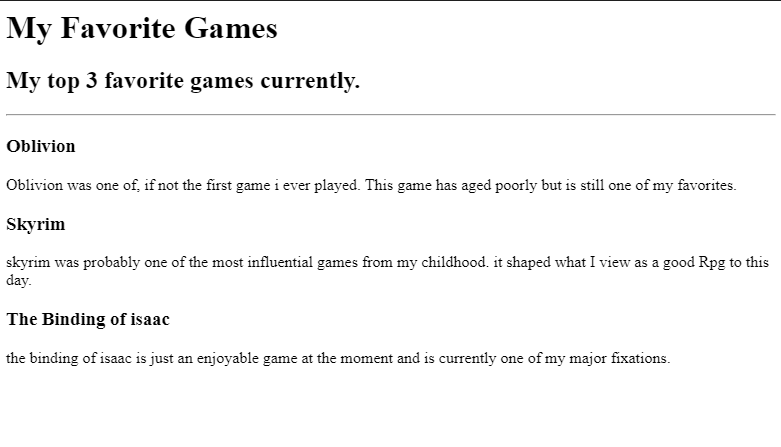 My Favorite Games
My top 3 favorite games currently.
Oblivion
Oblivion was one of, if not the first game i ever played. This game has aged poorly but is still one of my favorites.
Skyrim
skyrim was probably one of the most influential games from my childhood. it shaped what I view as a good Rpg to this
day.
The Binding of isaac
the binding of isaac is just an enjoyable game at the moment and is currently one of my major fixations.